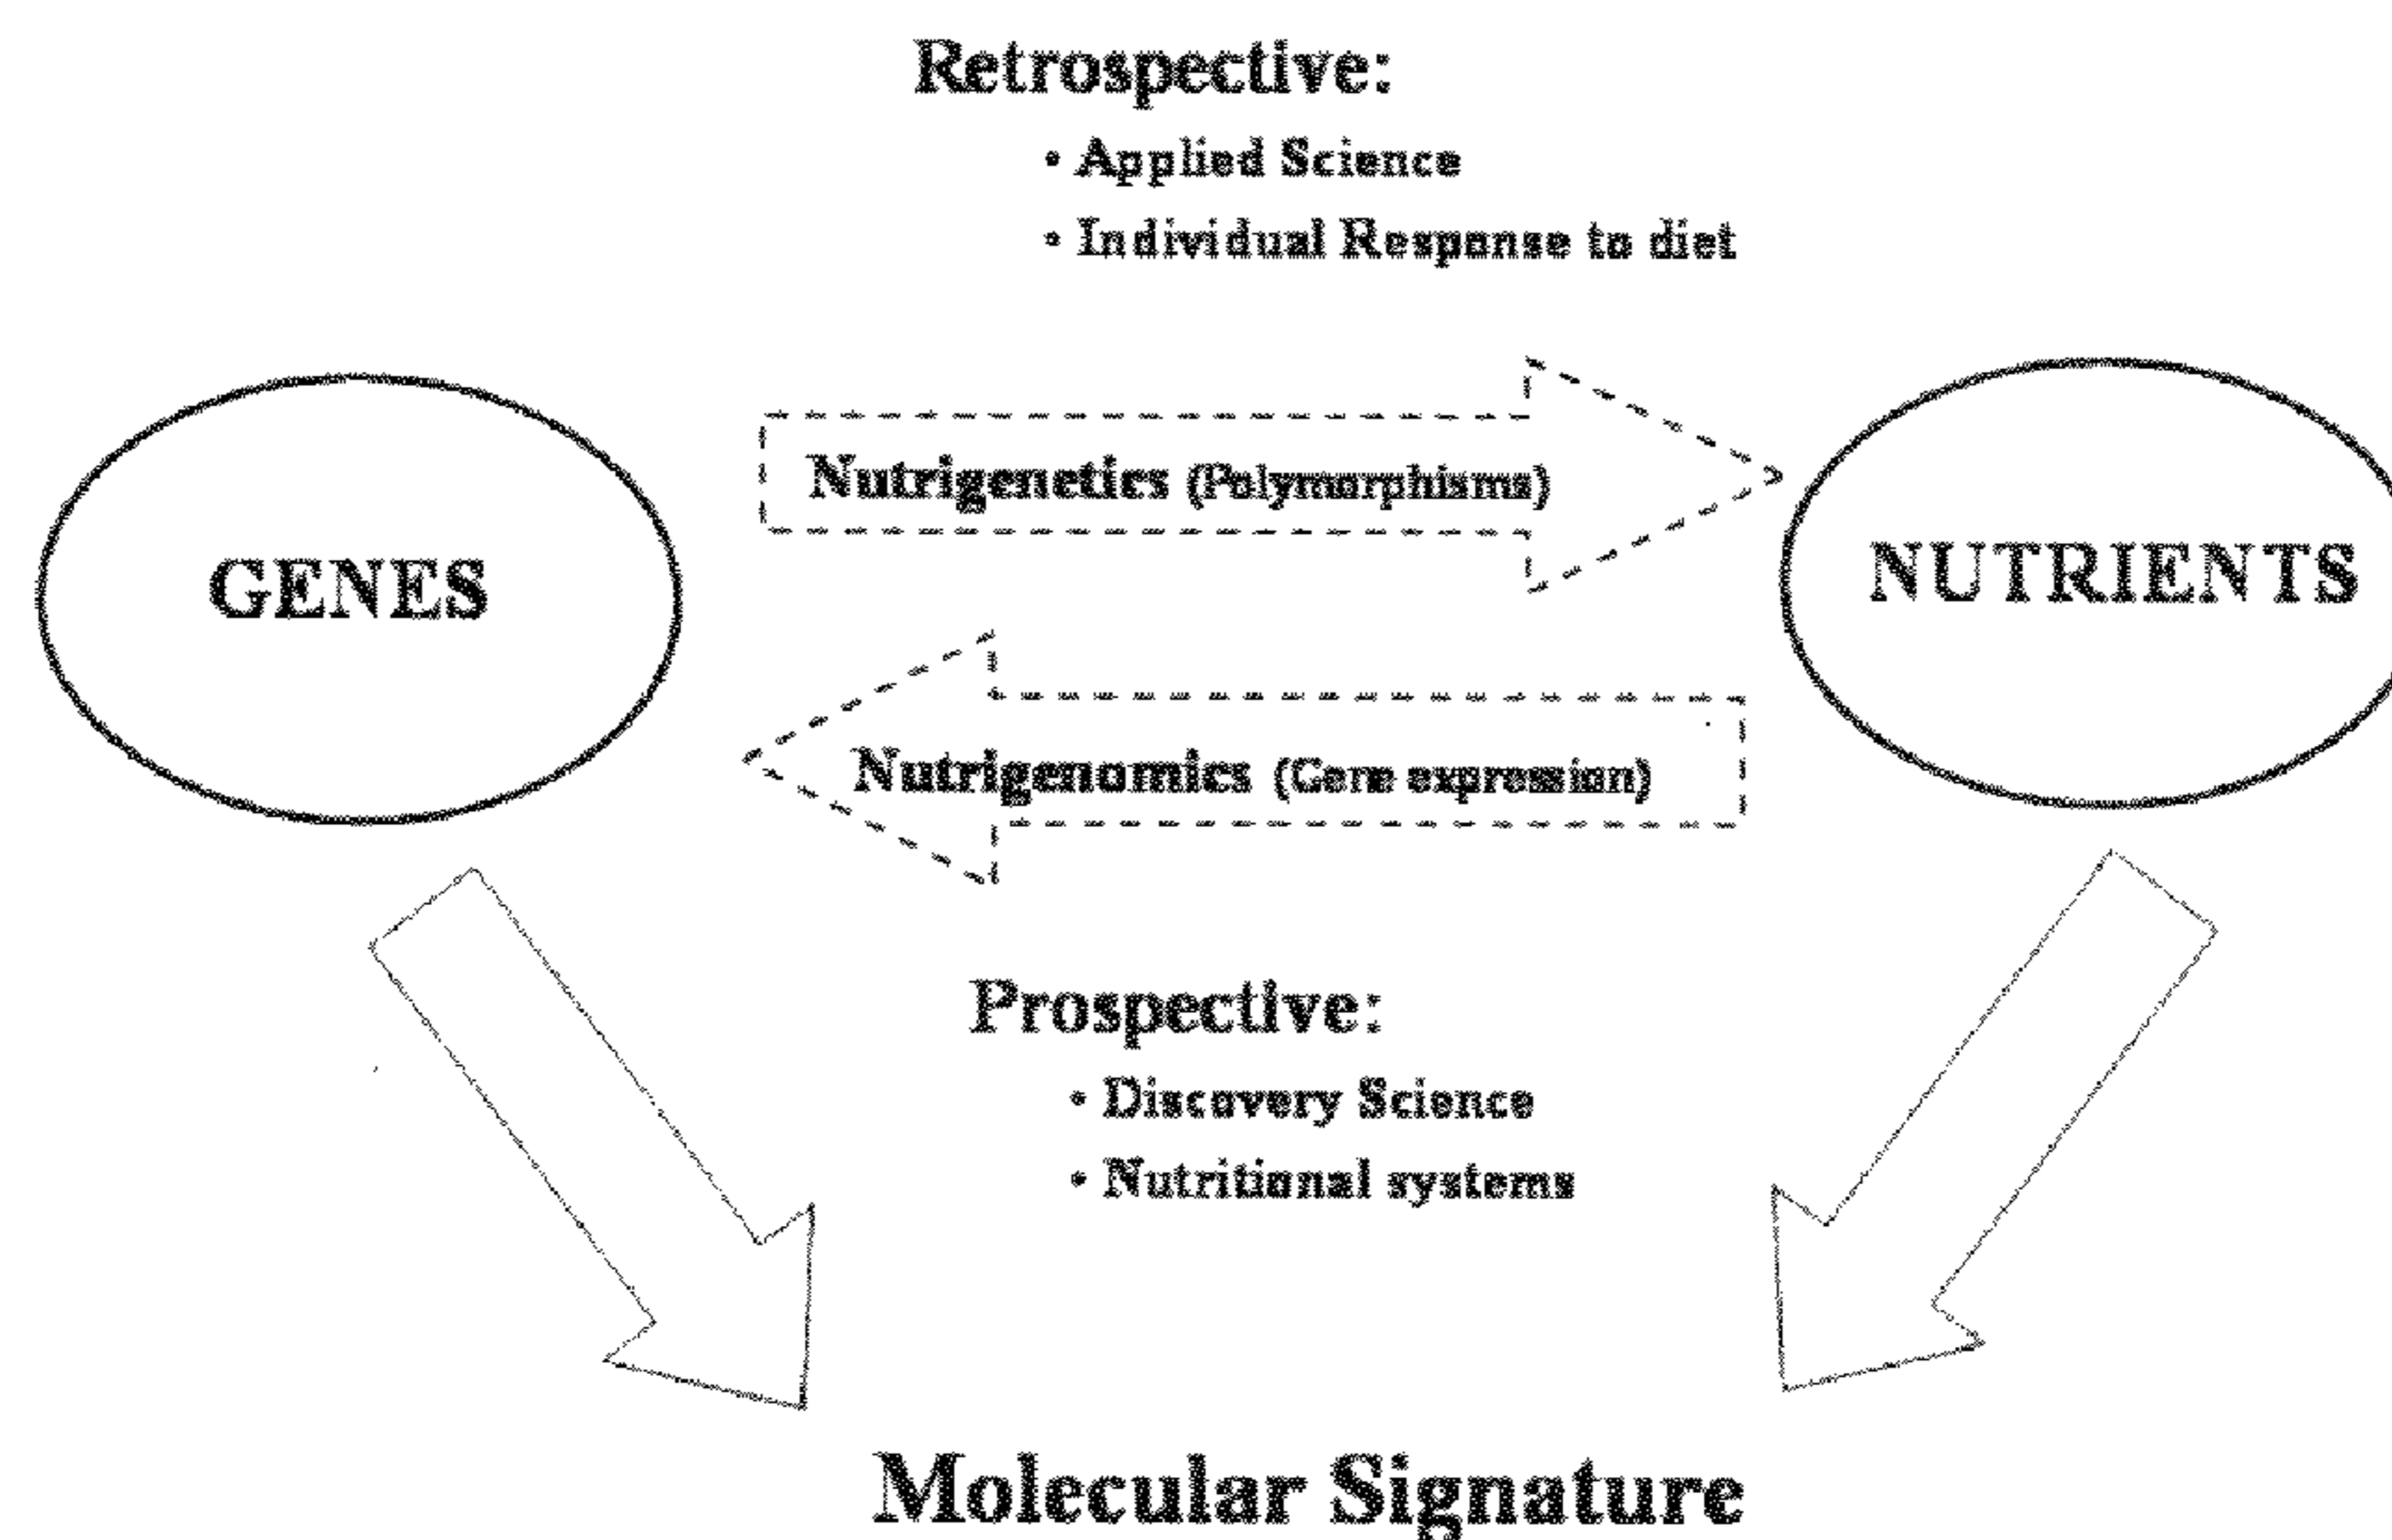 Retrospective:
• Applied Science
• Individual Response to diet
Nutrigenetics (Polymorphisms)
GENES
NUTRIENTS
Nutrigenomics (Gene expression)
Prospective:
• Discovery Science
• Nutritional systems
Molecular Signature